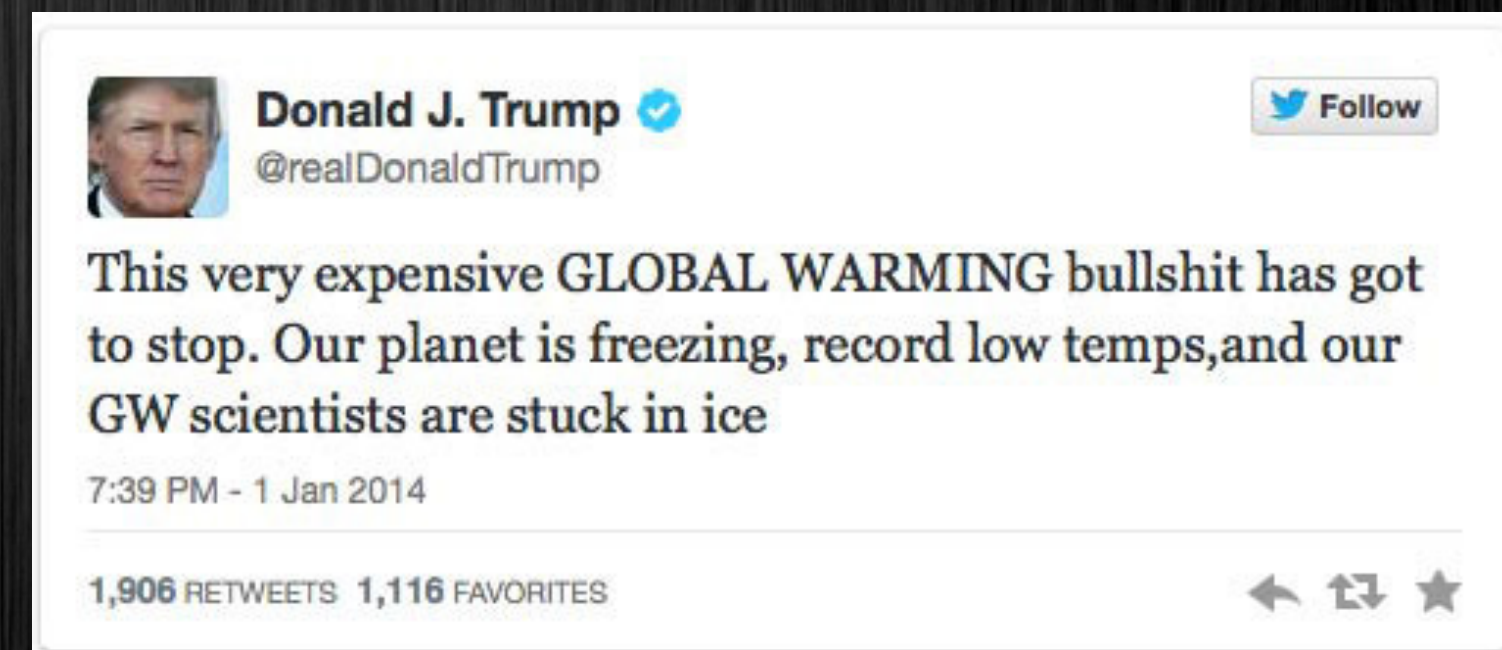 Donald J. Trump
Follow
@realDonaldTrump
This very expensive GLOBAL WARMING bullshit has got
to stop. Our planet is freezing, record low temps,and our
GW scientists are stuck in ice
7:39 PM - 1 Jan 2014
1,906 RETWEETS 1,116 FAVORITES